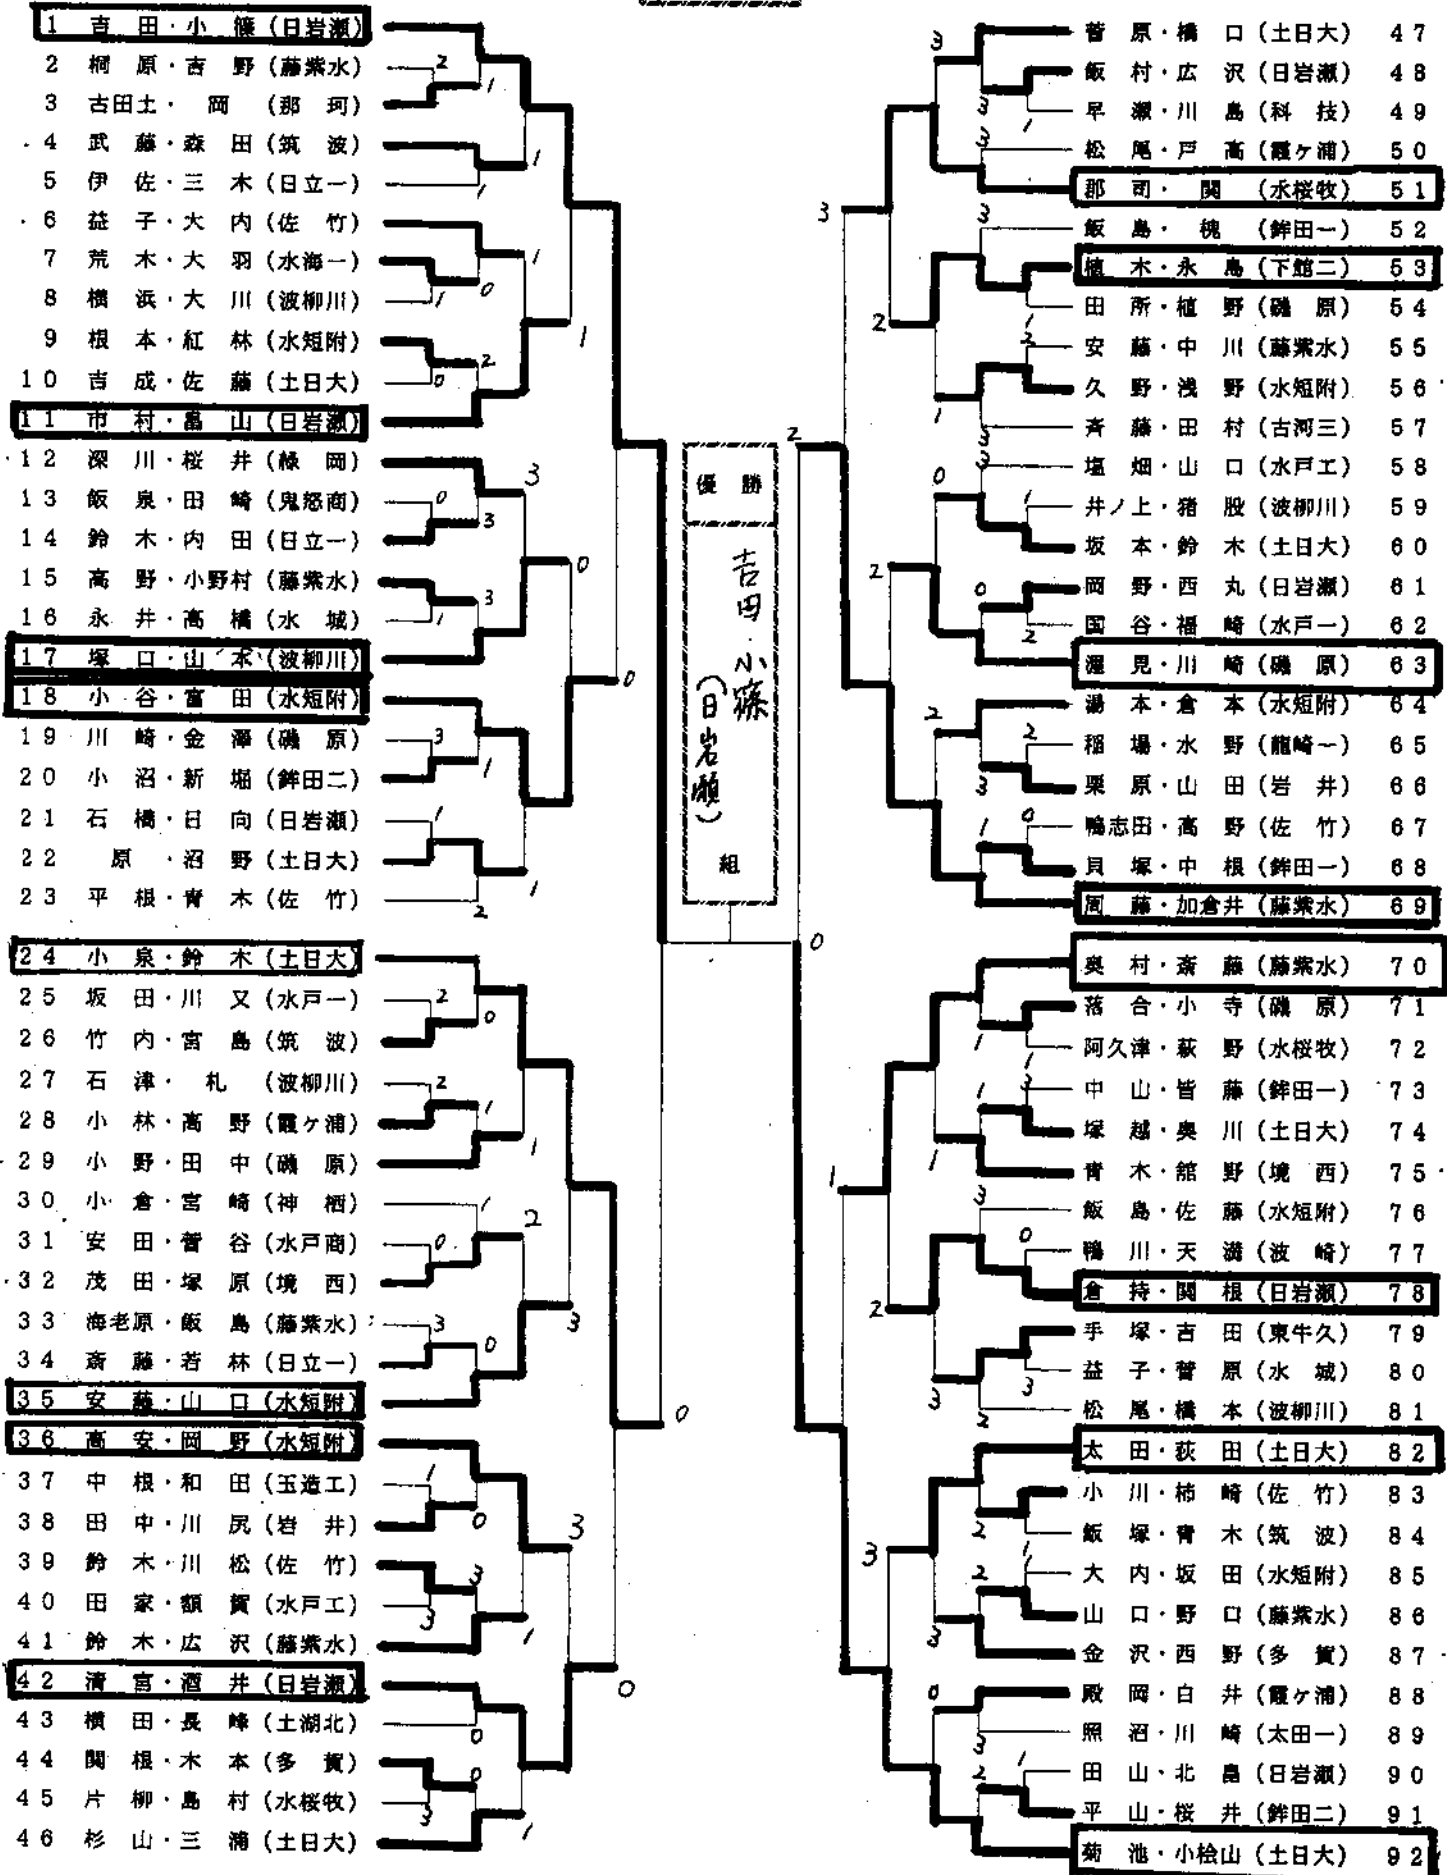 1 吉田・小篠(日岩瀬)
2 桐原・吉野(藤紫水)
3 古田土・岡(那珂)
4 武藤・森田(筑波)
5 伊佐・三木(日立一)
6 益子・大内(佐竹)
7 荒木・大羽(水海一)
8 横浜・大川(波柳川)
9 根本・紅林(水短附)
10 吉成・佐藤(土日大)
11 市村・畠山(日岩瀬)
12 深川・桜井(緑岡)
13 飯泉・田崎(鬼怒商)
14 鈴木・内田(日立一)
15 高野・小野村(藤紫水)
16 永井・高橋(水城)
17 塚口・山本(波柳川)
18 小谷・富田(水短附)
19 川崎・金澤(磯原)
20 小沼・新堀(鉾田二)
21 石橋・日向(日岩瀬)
22 原・沼野(土日大)
23 平根・青木(佐竹)
24 小泉・鈴木(土日大)
25 坂田・川又(水戸一)
26 竹内・宮島(筑波)
27 石津・札(波柳川)
28 小林・高野(霞ケ浦)
29 小野・田中(磯原)
30 小倉・宮崎(神栖)
31 安田・菅谷(水戸商)
32 茂田・塚原(境西)
33 海老原・飯島(藤紫水)
34 斎藤・若林(日立一)
35 安藤・山口(水短附)
36 高安・岡野(水短附)
37 中根・和田(玉造工)
38 田中・川尻(岩井)
39 鈴木・川松(佐竹)
40 田家・額賀(水戸工)
41 鈴木・広沢(藤紫水)
42 清宮・酒井(日岩瀬)
43 横田・長峰(土湖北)
44 関根・木本(多賀)
45 片柳・島村(水桜牧)
46 杉山・三浦(土日大)
優勝
吉田・小篠
(日岩瀬)
組
菅原・橋口(土日大) 47
飯村・広沢(日岩瀬) 48
早瀬・川島(科技) 49
松尾・戸高(霞ケ浦) 50
郡司・関(水桜牧) 51
飯島・槐(鉾田一) 52
植木・永島(下館二) 53
田所・植野(磯原) 54
安藤・中川(藤紫水) 55
久野・浅野(水短附) 56
斉藤・田村(古河三) 57
塩畑・山口(水戸工) 58
井ノ上・猪股(波柳川) 59
坂本・鈴木(土日大) 60
岡野・西丸(日岩瀬) 61
国谷・福崎(水戸一) 62
渥見・川崎(磯原) 63
湯本・倉本(水短附) 64
稲場・水野(龍崎一) 65
栗原・山田(岩井) 66
鴨志田・高野(佐竹) 67
貝塚・中根(鉾田一) 68
周藤・加倉井(藤紫水) 69
奥村・斎藤(藤紫水) 70
落合・小寺(磯原) 71
阿久津・萩野(水桜牧) 72
中山・皆藤(鉾田一) 73
塚越・奥川(土日大) 74
青木・舘野(境西) 75
飯島・佐藤(水短附) 76
鴨川・天満(波崎) 77
倉持・関根(日岩瀬) 78
手塚・吉田(東牛久) 79
益子・菅原(水城) 80
松尾・橋本(波柳川) 81
太田・荻田(土日大) 82
小川・柿崎(佐竹) 83
飯塚・青木(筑波) 84
大内・坂田(水短附) 85
山口・野口(藤紫水) 86
金沢・西野(多賀) 87
殿岡・白井(霞ケ浦) 88
照沼・川崎(太田一) 89
田山・北畠(日岩瀬) 90
平山・桜井(鉾田二) 91
菊池・小桧山(土日大) 92